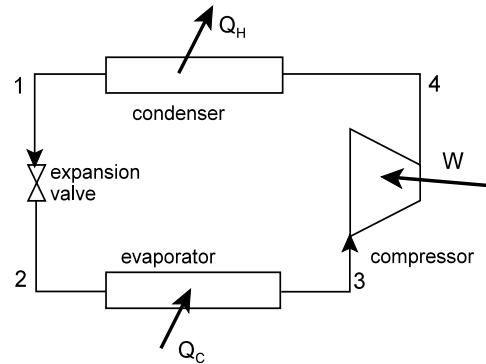 Q_H
1
4
condenser
W
expansion
valve
evaporator
compressor
2
3
Q_C